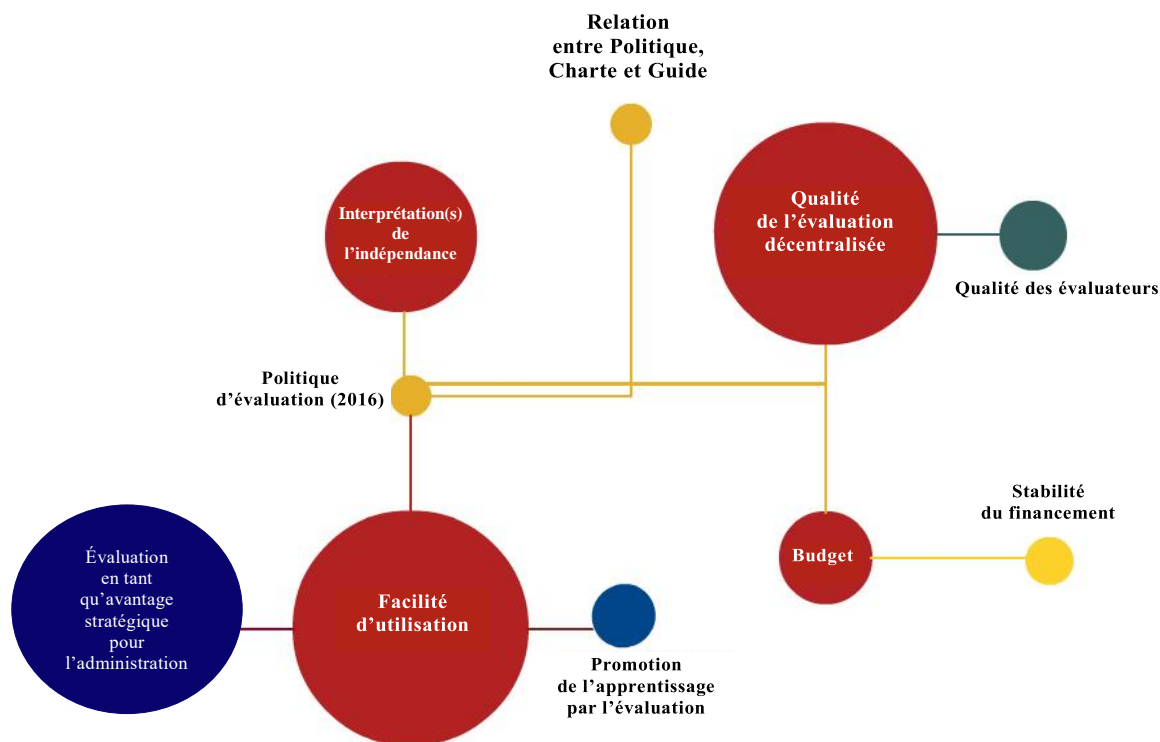 Relation
entre Politique,
Charte et Guide
Interprétation(s)
de
l’indépendance
Qualité
de l’évaluation
décentralisée
Qualité des évaluateurs
Politique
d’évaluation (2016)
Stabilité
du financement
Budget
Évaluation
en tant
qu’avantage
stratégique
pour
l’administration
Facilité
d’utilisation
Promotion
de l’apprentissage
par l’évaluation